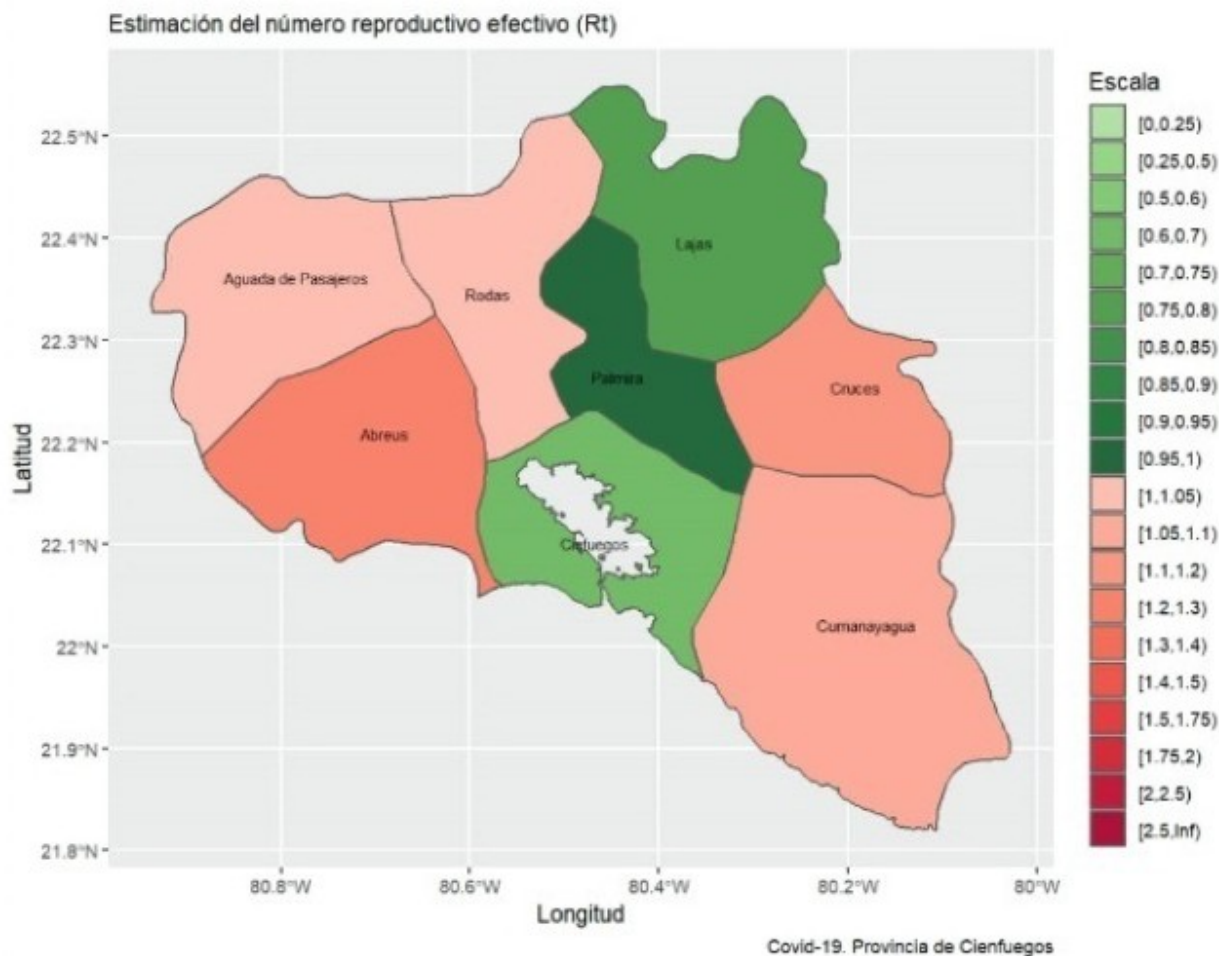 Estimación del número reproductivo efectivo (Rt)
22.5°N
22.4°N
22.3°N
22.2°N
22.1°N
22°N
21.9°N
21.8°N
Latitud
Aguada de Pasajeros
Rodas
Lajas
Palmira
Cruces
Abreus
Cumanayagua
80.8°W
80.6°W
80.4°W
80.2°W
80°W
Longitud
Escala
[0,0.25)
[0.25,0.5)
[0.5,0.6)
[0.6,0.7)
[0.7,0.75)
[0.75,0.8)
[0.8,0.85)
[0.85,0.9)
[0.9,0.95)
[0.95,1)
[1,1.05)
[1.05,1.1)
[1.1,1.2)
[1.2,1.3)
[1.3,1.4)
[1.4,1.5)
[1.5,1.75)
[1.75,2)
[2,2.5)
[2.5,Inf)
Covid-19. Provincia de Cienfuegos